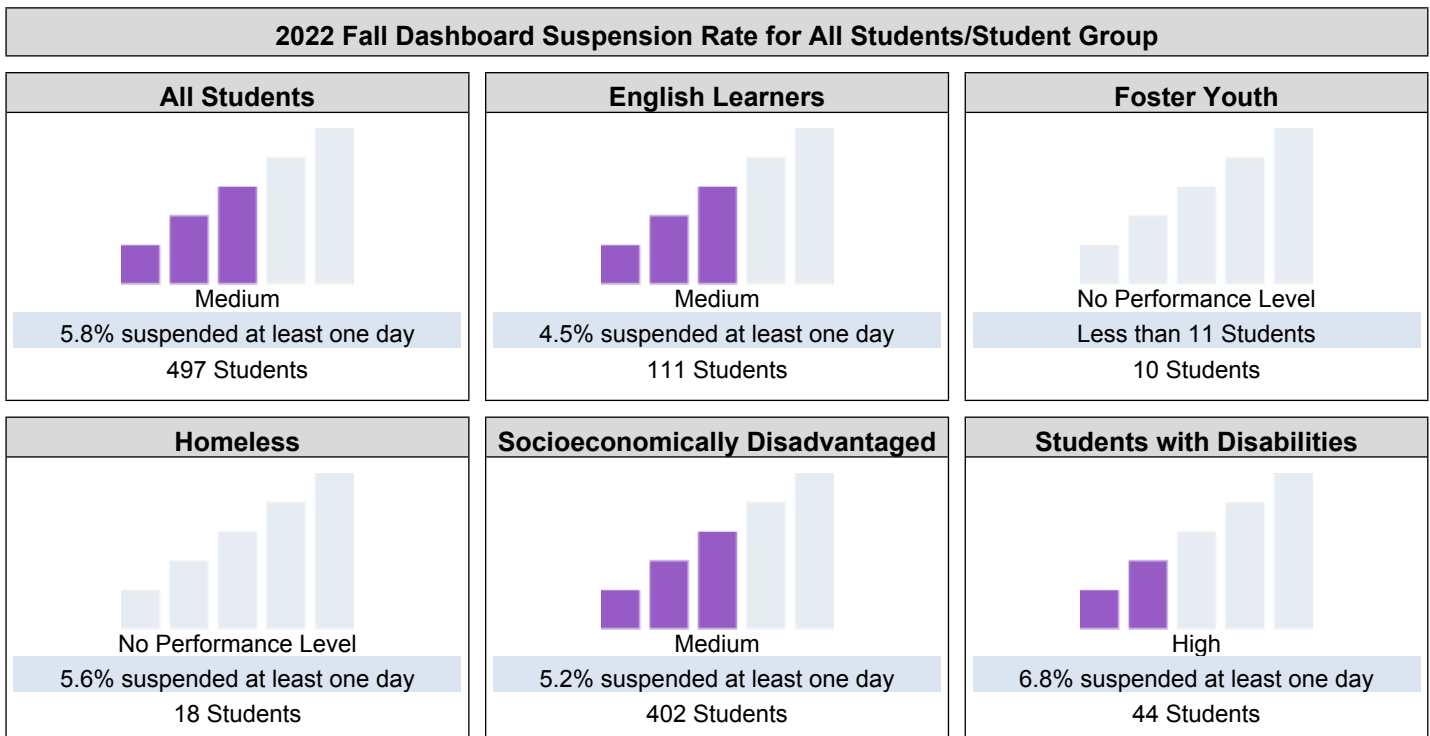 2022 Fall Dashboard Suspension Rate for All Students/Student Group
All Students
Medium
5.8% suspended at least one day
497 Students
English Learners
Medium
4.5% suspended at least one day
111 Students
Foster Youth
No Performance Level
Less than 11 Students
10 Students
Homeless
No Performance Level
5.6% suspended at least one day
18 Students
Socioeconomically Disadvantaged
Medium
5.2% suspended at least one day
402 Students
Students with Disabilities
High
6.8% suspended at least one day
44 Students